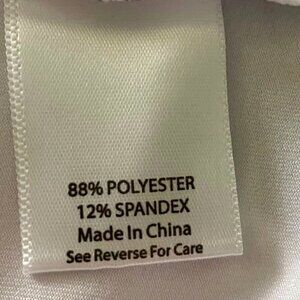 88% POLYESTER
12% SPANDEX
Made In China
See Reverse For Care